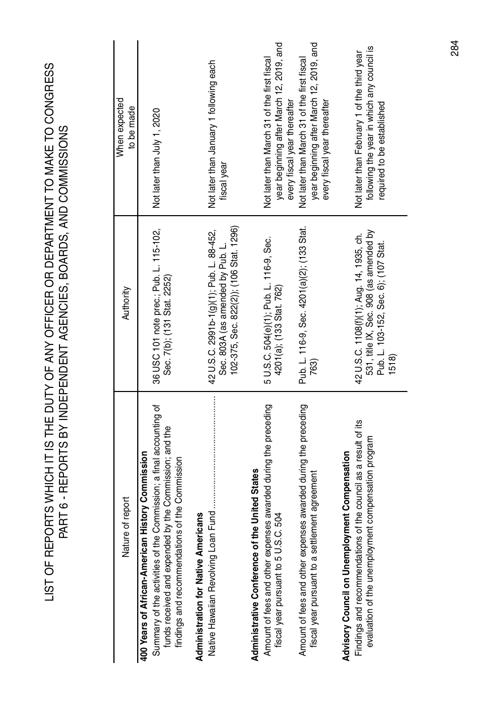 LIST OF REPORTS WHICH IT IS THE DUTY OF ANY OFFICER OR DEPARTMENT TO MAKE TO CONGRESS
PART 6 - REPORTS BY INDEPENDENT AGENCIES, BOARDS, AND COMMISSIONS
Nature of report
Authority
When expected
to be made
400 Years of African-American History Commission
Summary of the activities of the Commission; a final accounting of
funds received and expended by the Commission; and the
findings and recommendations of the Commission
36 USC 101 note prec.; Pub. L. 115-102,
Sec. 7(b); (131 Stat. 2252)
Not later than July 1, 2020
Administration for Native Americans
Native Hawaiian Revolving Loan Fund
42 U.S.C. 2991b-1(g)(1); Pub. L. 88-452,
Sec. 803A (as amended by Pub. L.
102-375, Sec. 822(2)); (106 Stat. 1296)
Not later than January 1 following each
fiscal year
Administrative Conference of the United States
Amount of fees and other expenses awarded during the preceding
fiscal year pursuant to 5 U.S.C. 504
5 U.S.C. 504(e)(1); Pub. L. 116-9, Sec.
4201(a); (133 Stat. 762)
Not later than March 31 of the first fiscal
year beginning after March 12, 2019, and
every fiscal year thereafter
Amount of fees and other expenses awarded during the preceding
fiscal year pursuant to a settlement agreement
Pub. L. 116-9, Sec. 4201(a)(2); (133 Stat.
763)
Not later than March 31 of the first fiscal
year beginning after March 12, 2019, and
every fiscal year thereafter
Advisory Council on Unemployment Compensation
Findings and recommendations of the council as a result of its
evaluation of the unemployment compensation program
42 U.S.C. 1108(f)(1); Aug. 14, 1935, ch.
531, title IX, Sec. 908 (as amended by
Pub. L. 103-152, Sec. 6); (107 Stat.
1518)
Not later than February 1 of the third year
following the year in which any council is
required to be established
284